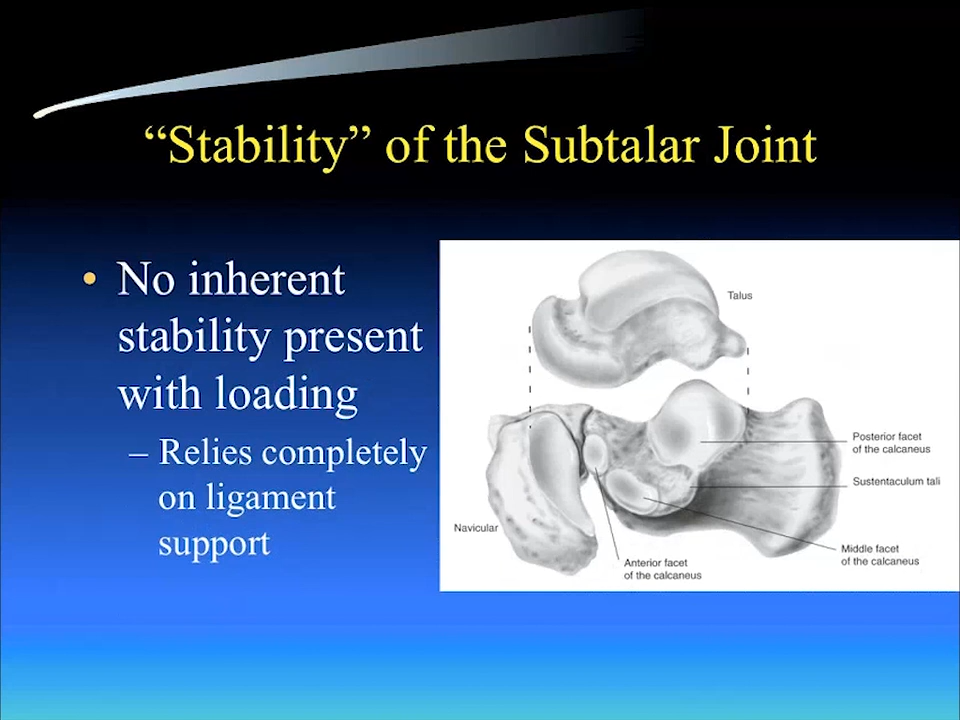 “Stability” of the Subtalar Joint
• No inherent
stability present
with loading
– Relies completely
on ligament
support
Talus
Posterior facet
of the calcaneus
Sustentaculum tali
Navicular
Middle facet
of the calcaneus
Anterior facet
of the calcaneus